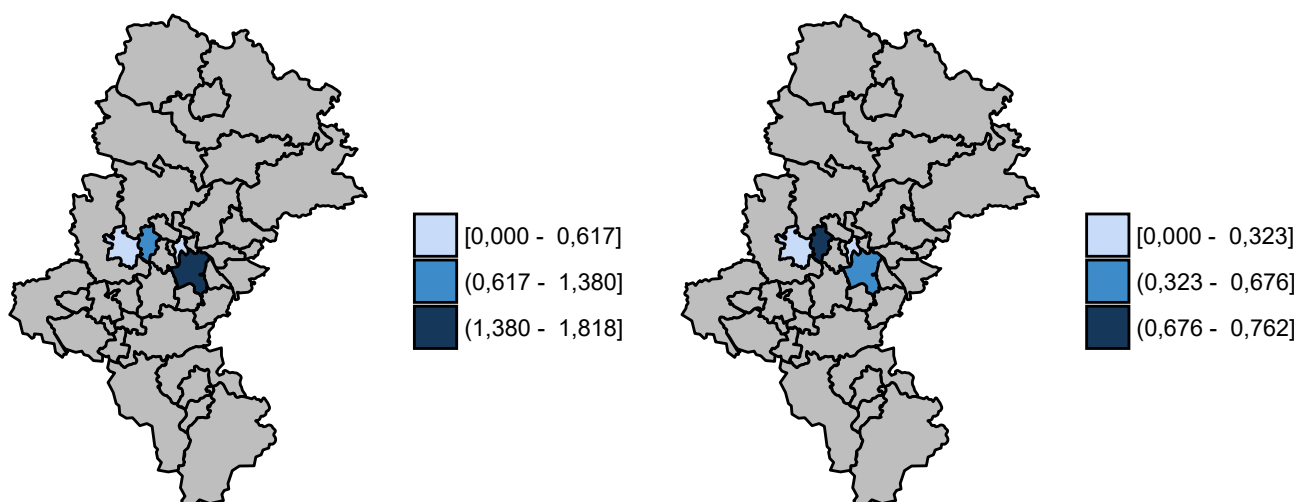 [0,000 - 0,617]
(0,617 - 1,380]
(1,380 - 1,818]
[0,000 - 0,323]
(0,323 - 0,676]
(0,676 - 0,762]